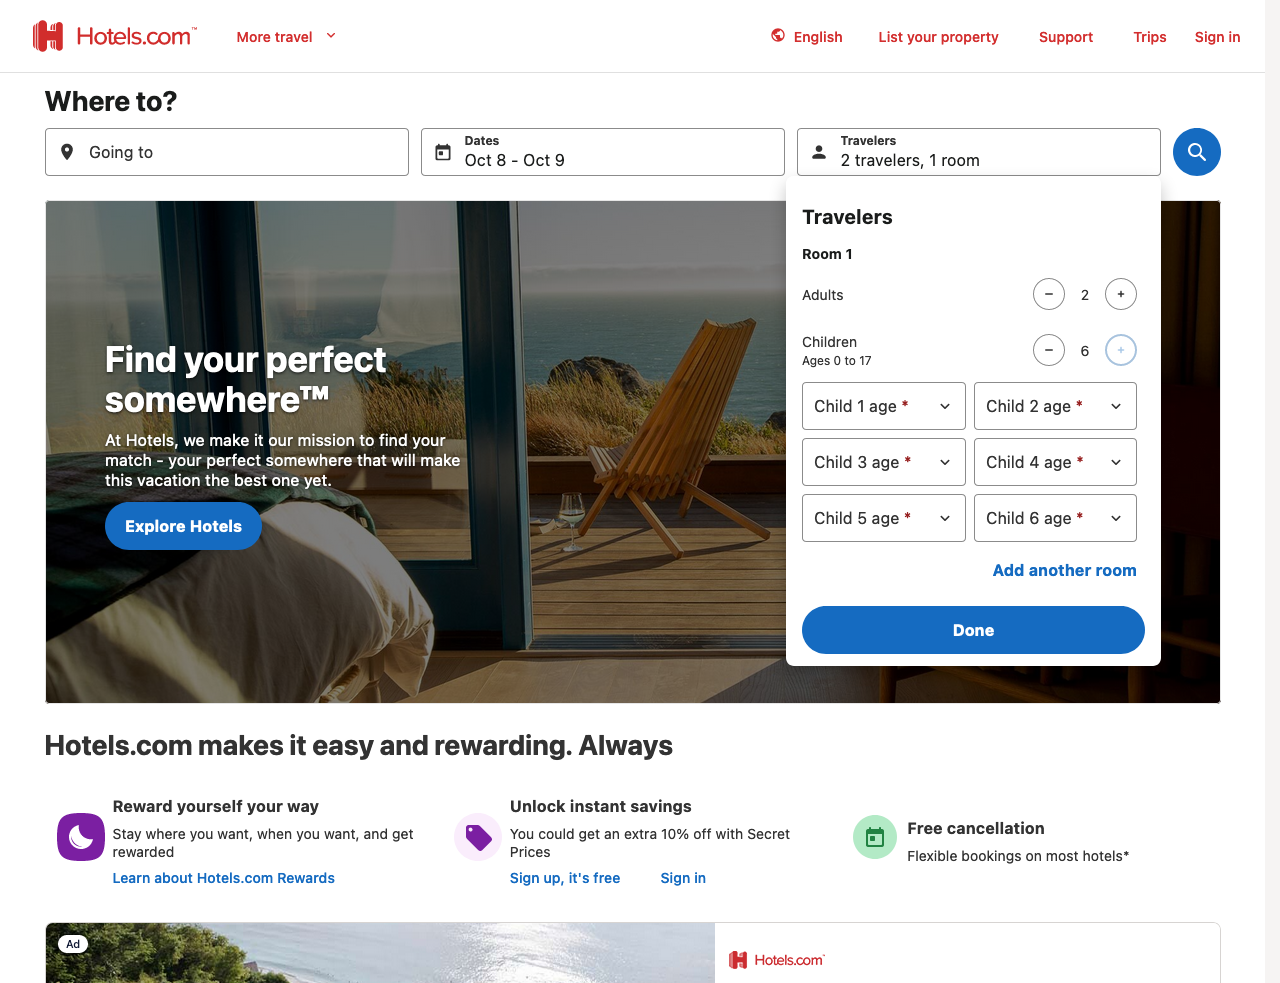 Hotels.com™
More travel
English
List your property
Support
Trips
Sign in
Where to?
Going to
Dates
Oct 8 - Oct 9
Travelers
2 travelers, 1 room
Travelers
Room 1
Adults
2
Children
Ages 0 to 17
6
Child 1 age *
Child 2 age *
Child 3 age *
Child 4 age *
Child 5 age *
Child 6 age *
Add another room
Done
Find your perfect
somewhere™
At Hotels, we make it our mission to find your
match - your perfect somewhere that will make
this vacation the best one yet.
Explore Hotels
Hotels.com makes it easy and rewarding. Always
Reward yourself your way
Stay where you want, when you want, and get
rewarded
Learn about Hotels.com Rewards
Unlock instant savings
You could get an extra 10% off with Secret
Prices
Sign up, it's free
Sign in
Free cancellation
Flexible bookings on most hotels*
Ad
Hotels.com